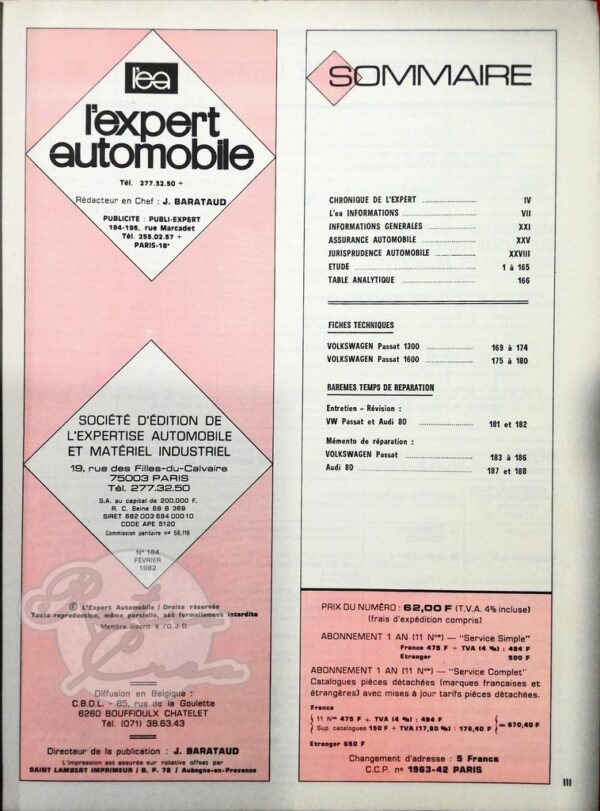 l'ea
l'expert
automobile
Tél. 277.32.50 +
Rédacteur en Chef : J. BARATAUD
PUBLICITE : PUBLI-EXPERT
194-196, rue Marcadet
Tél. 255.02.57 +
PARIS-18e
SOCIÉTÉ D'ÉDITION DE
L'EXPERTISE AUTOMOBILE
ET MATÉRIEL INDUSTRIEL
19, rue des Filles-du-Calvaire
75003 PARIS
Tél. 277.32.50
S.A. au capital de 200.000 F.
R. C. Seine 68 B 369
SIRET 682 003 694 000 10
CODE APE 5120
Commission paritaire nº 56,116
Nº 184
FÉVRIER
1982
© L'Expert Automobile / Droits réservés
Toute reproduction, même partielle, est formellement interdite
Membre inscrit à l'O.J.D.
Diffusion en Belgique :
C.B.D.L. - 85, rue de la Goulette
6260 BOUFFIOULX CHATELET
Tél. (071) 38.63.43
Directeur de la publication : J. BARATAUD
L'impression est assurée sur rotative offset par
SAINT LAMBERT IMPRIMEUR / B. P. 78 / Aubagne-en-Provence
SOMMAIRE
CHRONIQUE DE L'EXPERT .................... IV
L'ea INFORMATIONS .................... VII
INFORMATIONS GENERALES .................... XXI
ASSURANCE AUTOMOBILE .................... XXV
JURISPRUDENCE AUTOMOBILE .................... XXVIII
ETUDE .................... 1 à 165
TABLE ANALYTIQUE .................... 166
FICHES TECHNIQUES
VOLKSWAGEN Passat 1300 .................... 169 à 174
VOLKSWAGEN Passat 1600 .................... 175 à 180
BAREMES TEMPS DE REPARATION
Entretien - Révision :
VW Passat et Audi 80 .................... 181 et 182
Mémento de réparation :
VOLKSWAGEN Passat .................... 183 à 186
Audi 80 .................... 187 et 188
PRIX DU NUMÉRO : 62,00 F (T.V.A. 4% incluse)
(frais d'expédition compris)
ABONNEMENT 1 AN (11 Nos) — "Service Simple"
France 475 F + TVA (4 %) : 494 F
Etranger 500 F
ABONNEMENT 1 AN (11 Nos) — "Service Complet"
Catalogues pièces détachées (marques françaises et
étrangères) avec mises à jour tarifs pièces détachées.
France
11 Nos 475 F + TVA (4 %) : 494 F
Sup. catalogues 150 F + TVA (17,60 %) : 176,40 F = 670,40 F
Etranger 650 F
Changement d'adresse : 5 Francs
C.C.P. nº 1963-42 PARIS
III